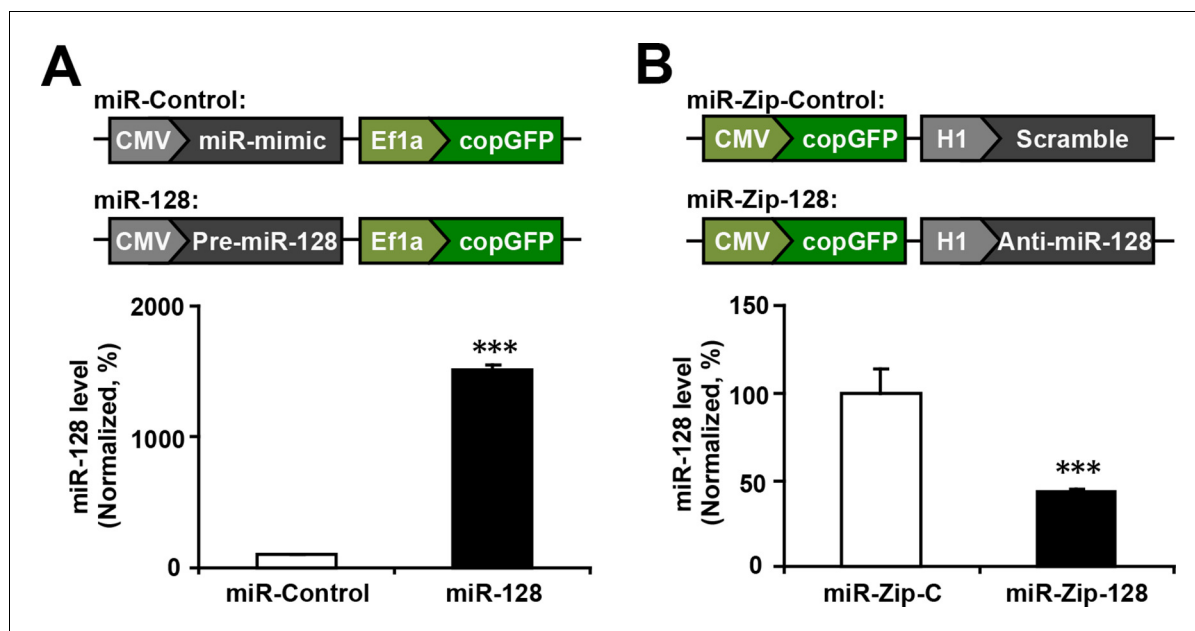 A
miR-Control:
CMV miR-mimic Ef1a copGFP
miR-128:
CMV Pre-miR-128 Ef1a copGFP
miR-128 level
(Normalized, %)
2000
1000
0
***
miR-Control miR-128
B
miR-Zip-Control:
CMV copGFP H1 Scramble
miR-Zip-128:
CMV copGFP H1 Anti-miR-128
miR-128 level
(Normalized, %)
150
100
50
0
***
miR-Zip-C miR-Zip-128